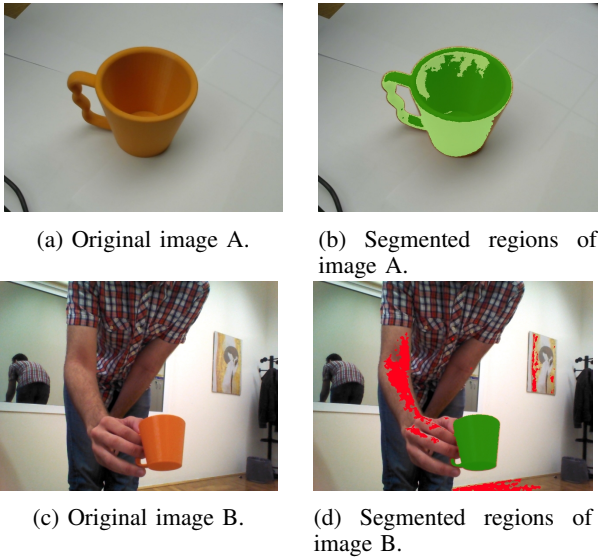 (a) Original image A.
(b) Segmented regions of
image A.
(c) Original image B.
(d) Segmented regions of
image B.